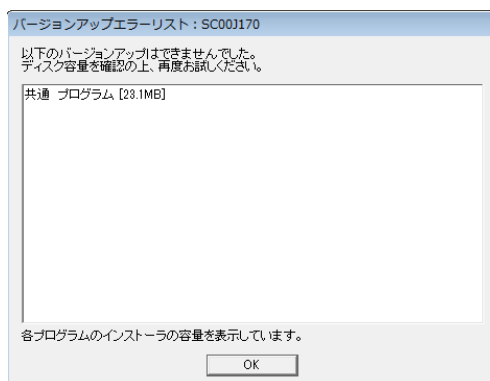 バージョンアップエラーリスト:SC00J170
以下のバージョンアップはできませんでした。
ディスク容量を確認の上、再度お試しください。
共通 プログラム [23.1MB]
各プログラムのインストーラの容量を表示しています。
OK